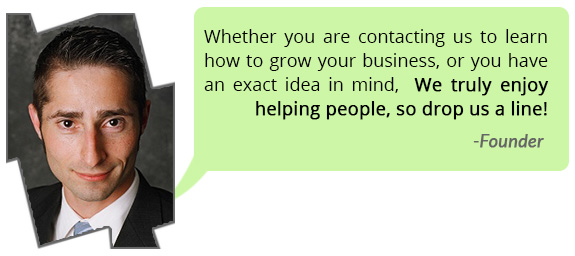 Whether you are contacting us to learn
how to grow your business, or you have
an exact idea in mind, We truly enjoy
helping people, so drop us a line!
-Founder